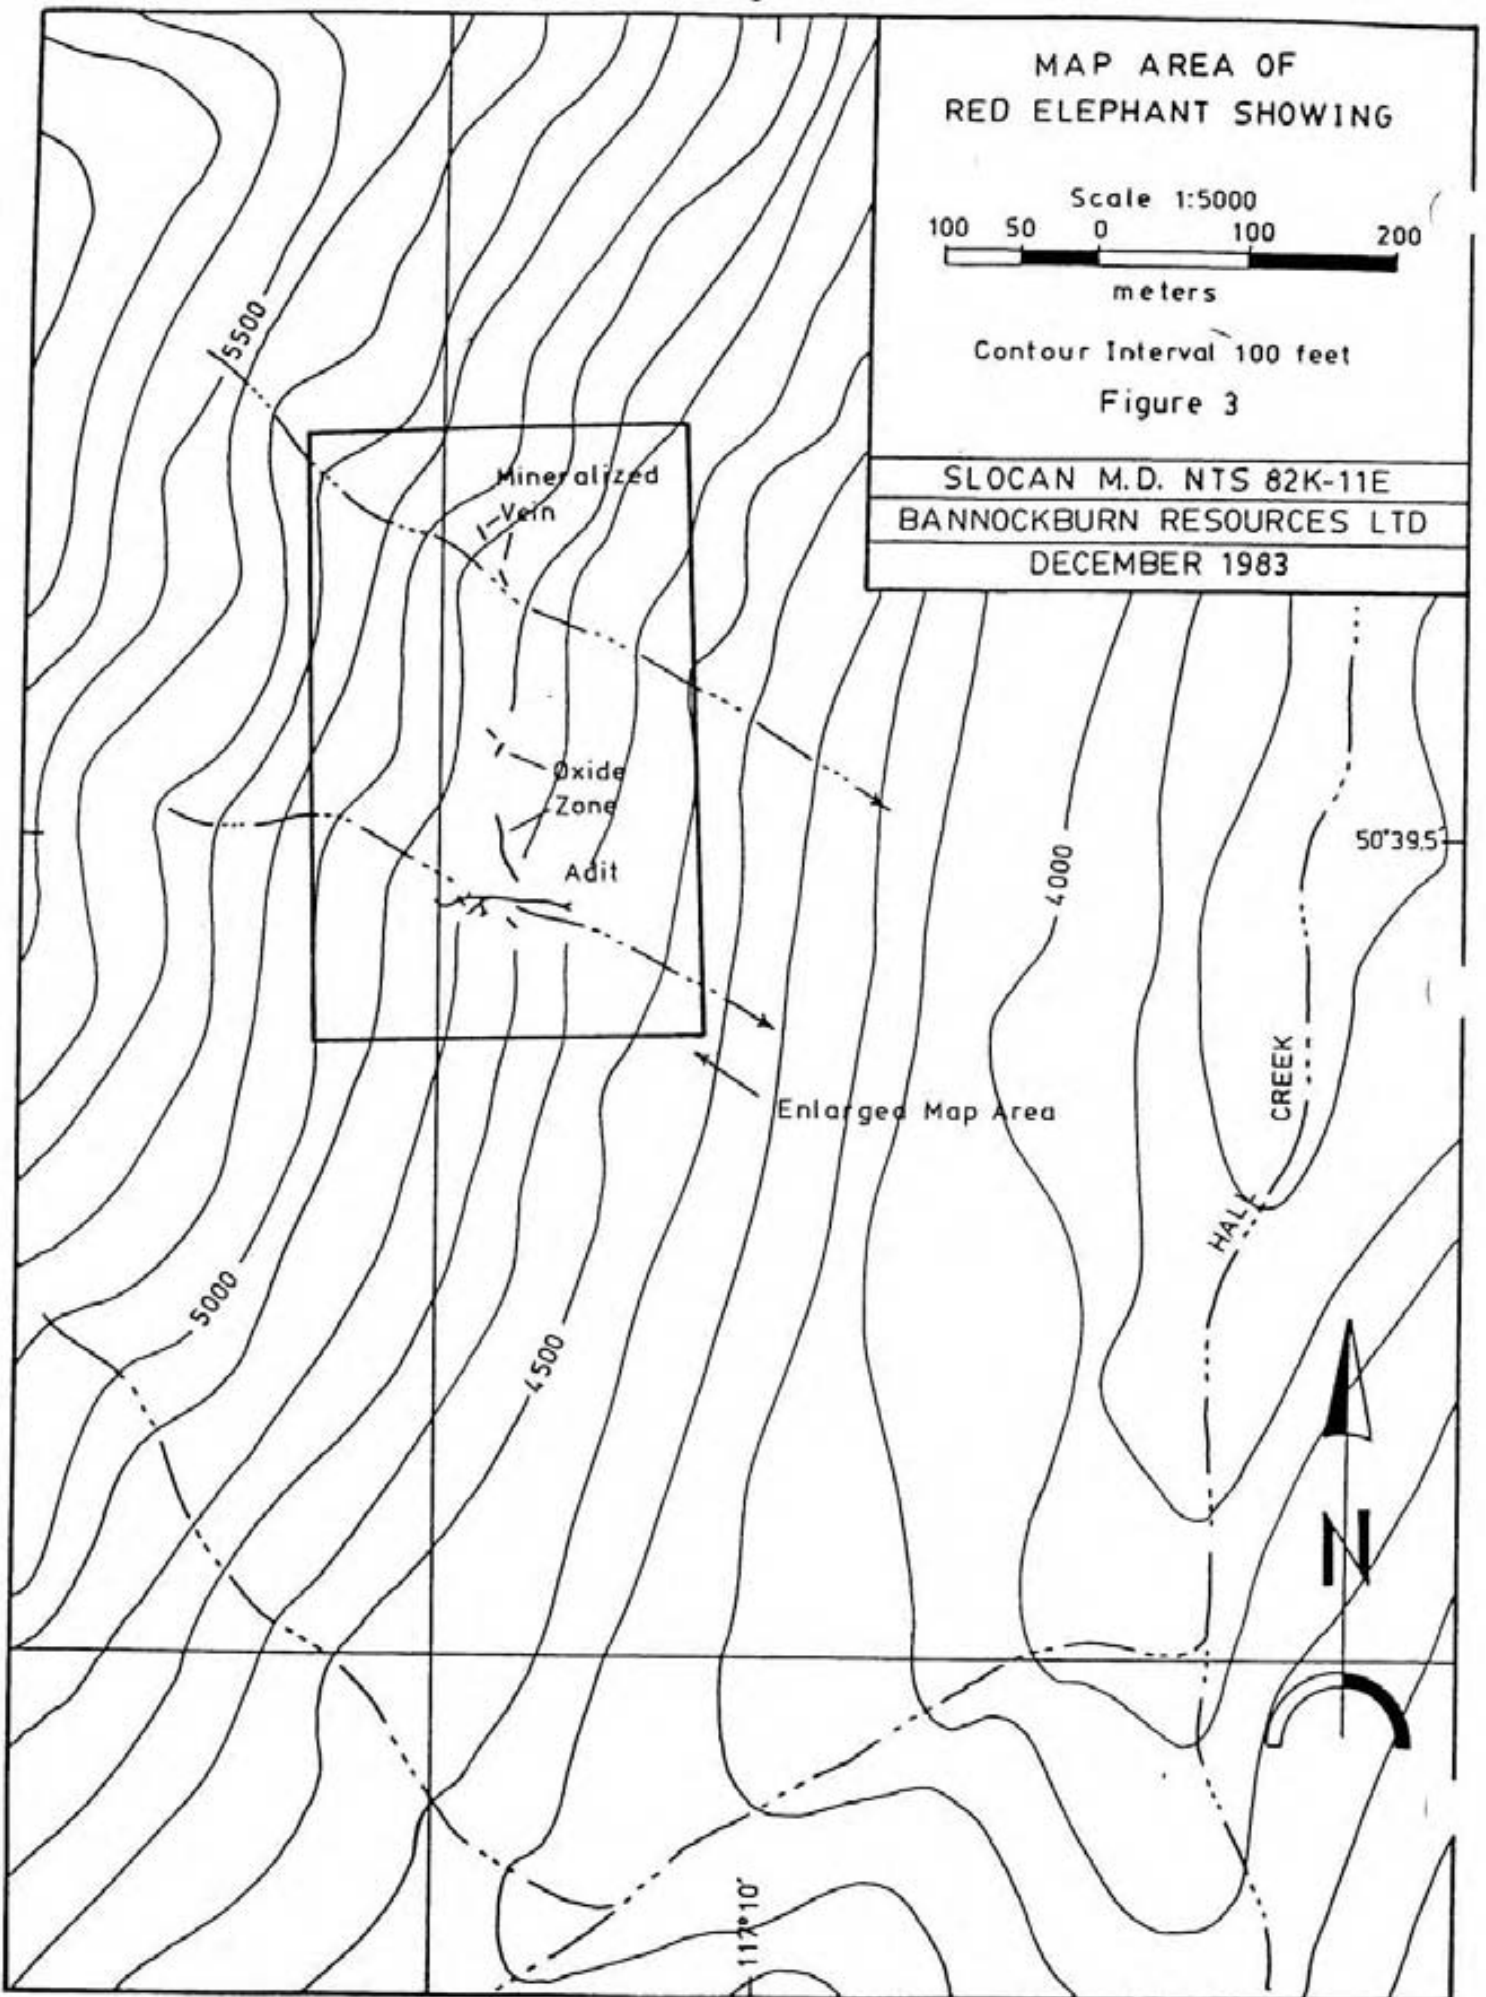 MAP AREA OF
RED ELEPHANT SHOWING
Scale 1:5000
100 50 0 100 200
meters
Contour Interval 100 feet
Figure 3
SLOCAN M.D. NTS 82K-11E
BANNOCKBURN RESOURCES LTD
DECEMBER 1983
5500
Mineralized
Vein
Oxide
Zone
Adit
4000
50°39.5'
CREEK
Enlarged Map Area
HALL
5000
4500
N
117°10'